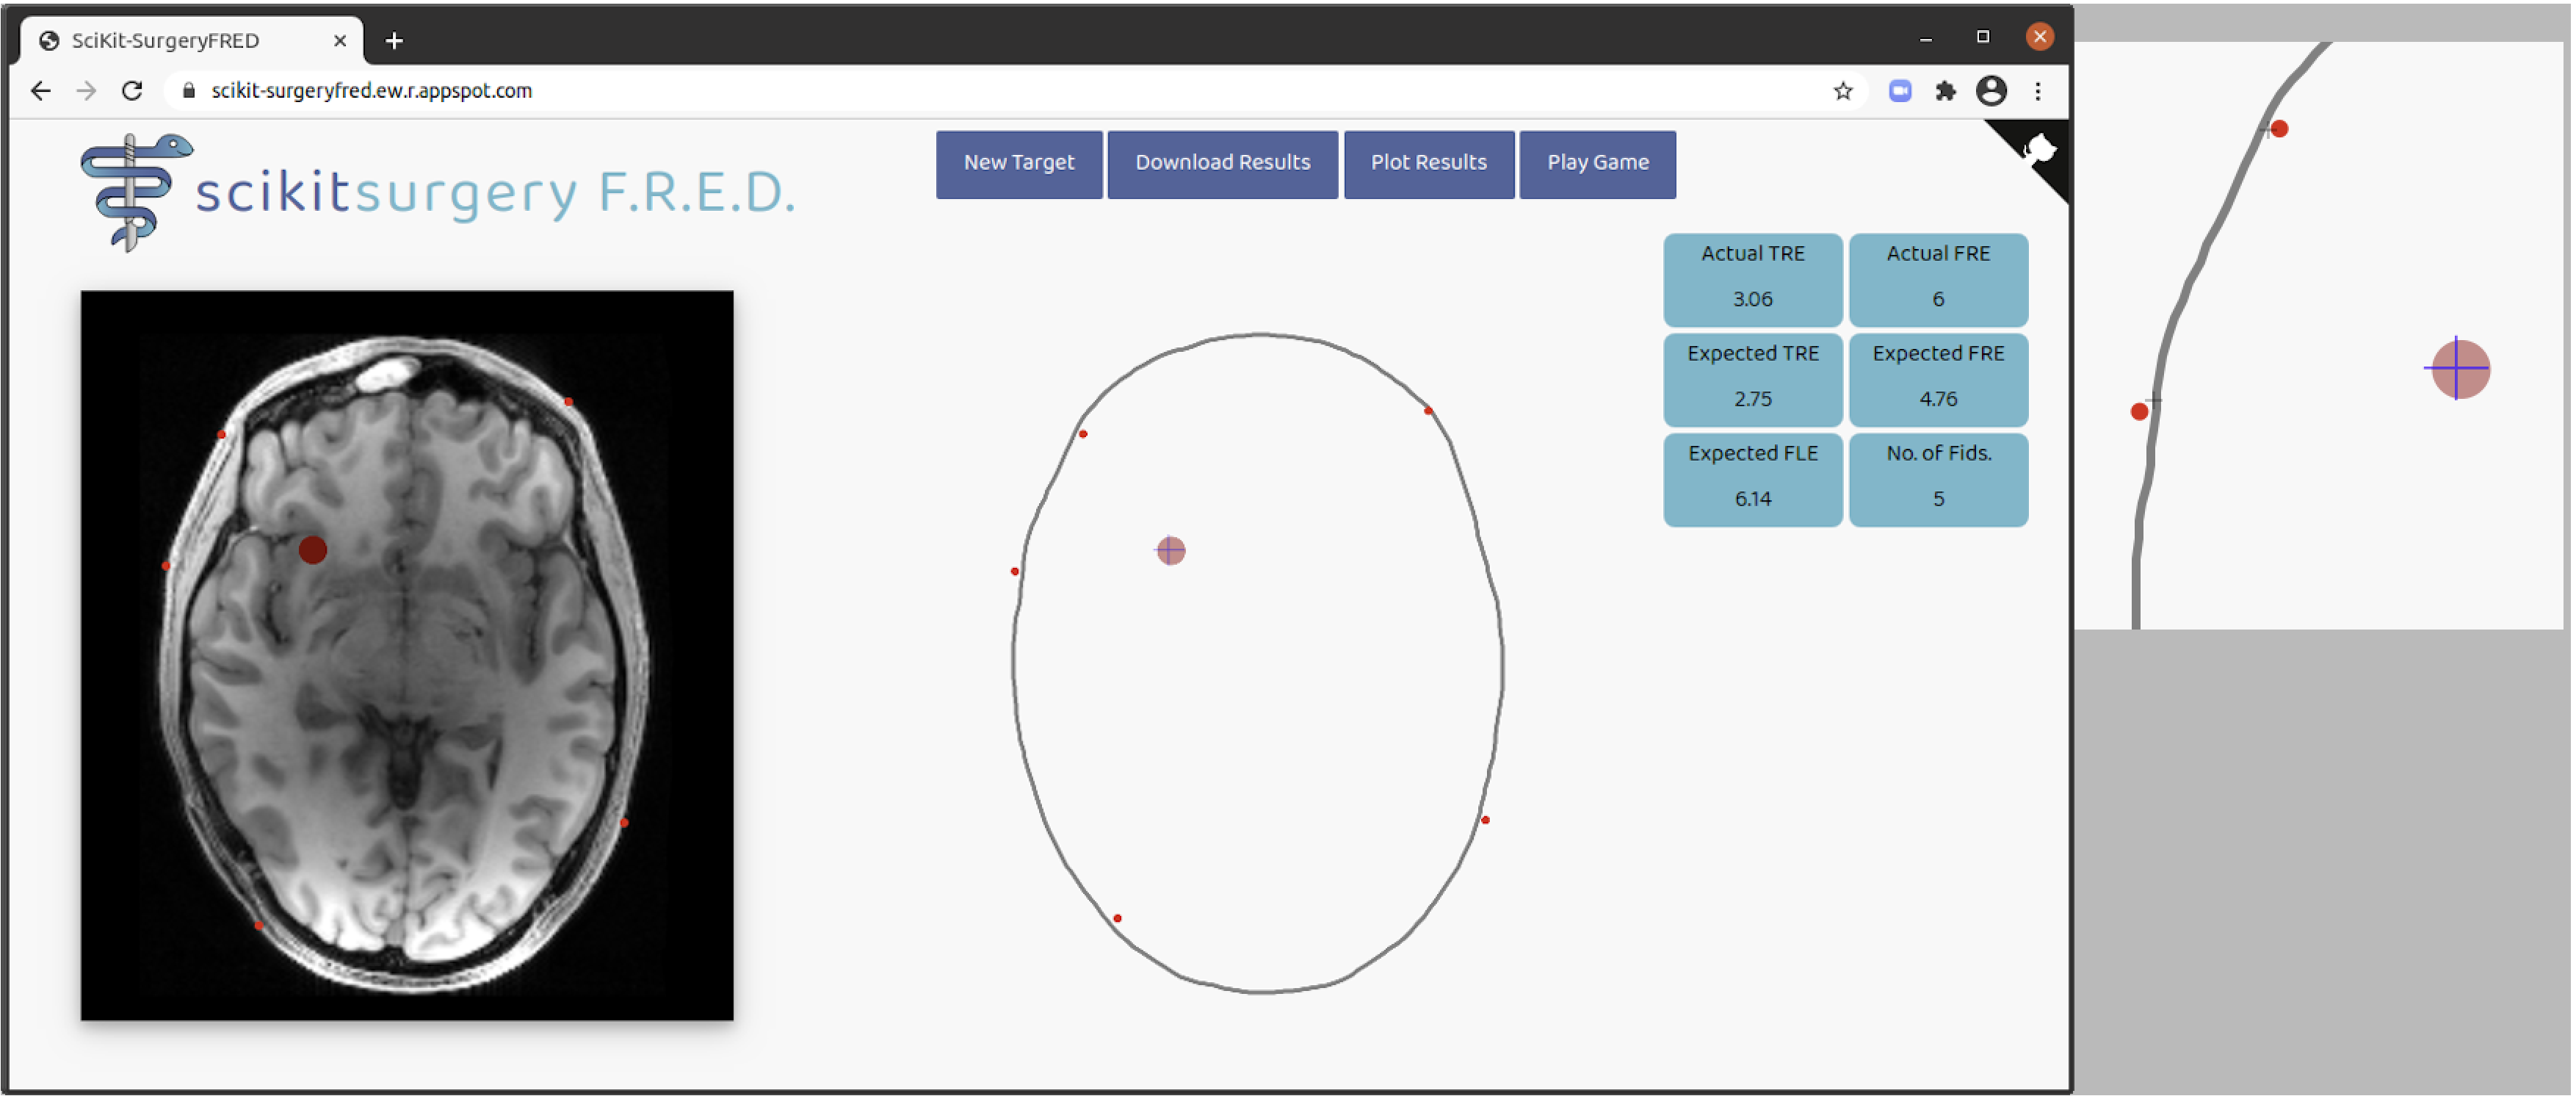 SciKit-SurgeryFRED
scikit-surgeryfred.ew.r.appspot.com
scikitsurgery F.R.E.D.
New Target
Download Results
Plot Results
Play Game
Actual TRE
3.06
Actual FRE
6
Expected TRE
2.75
Expected FRE
4.76
Expected FLE
6.14
No. of Fids.
5